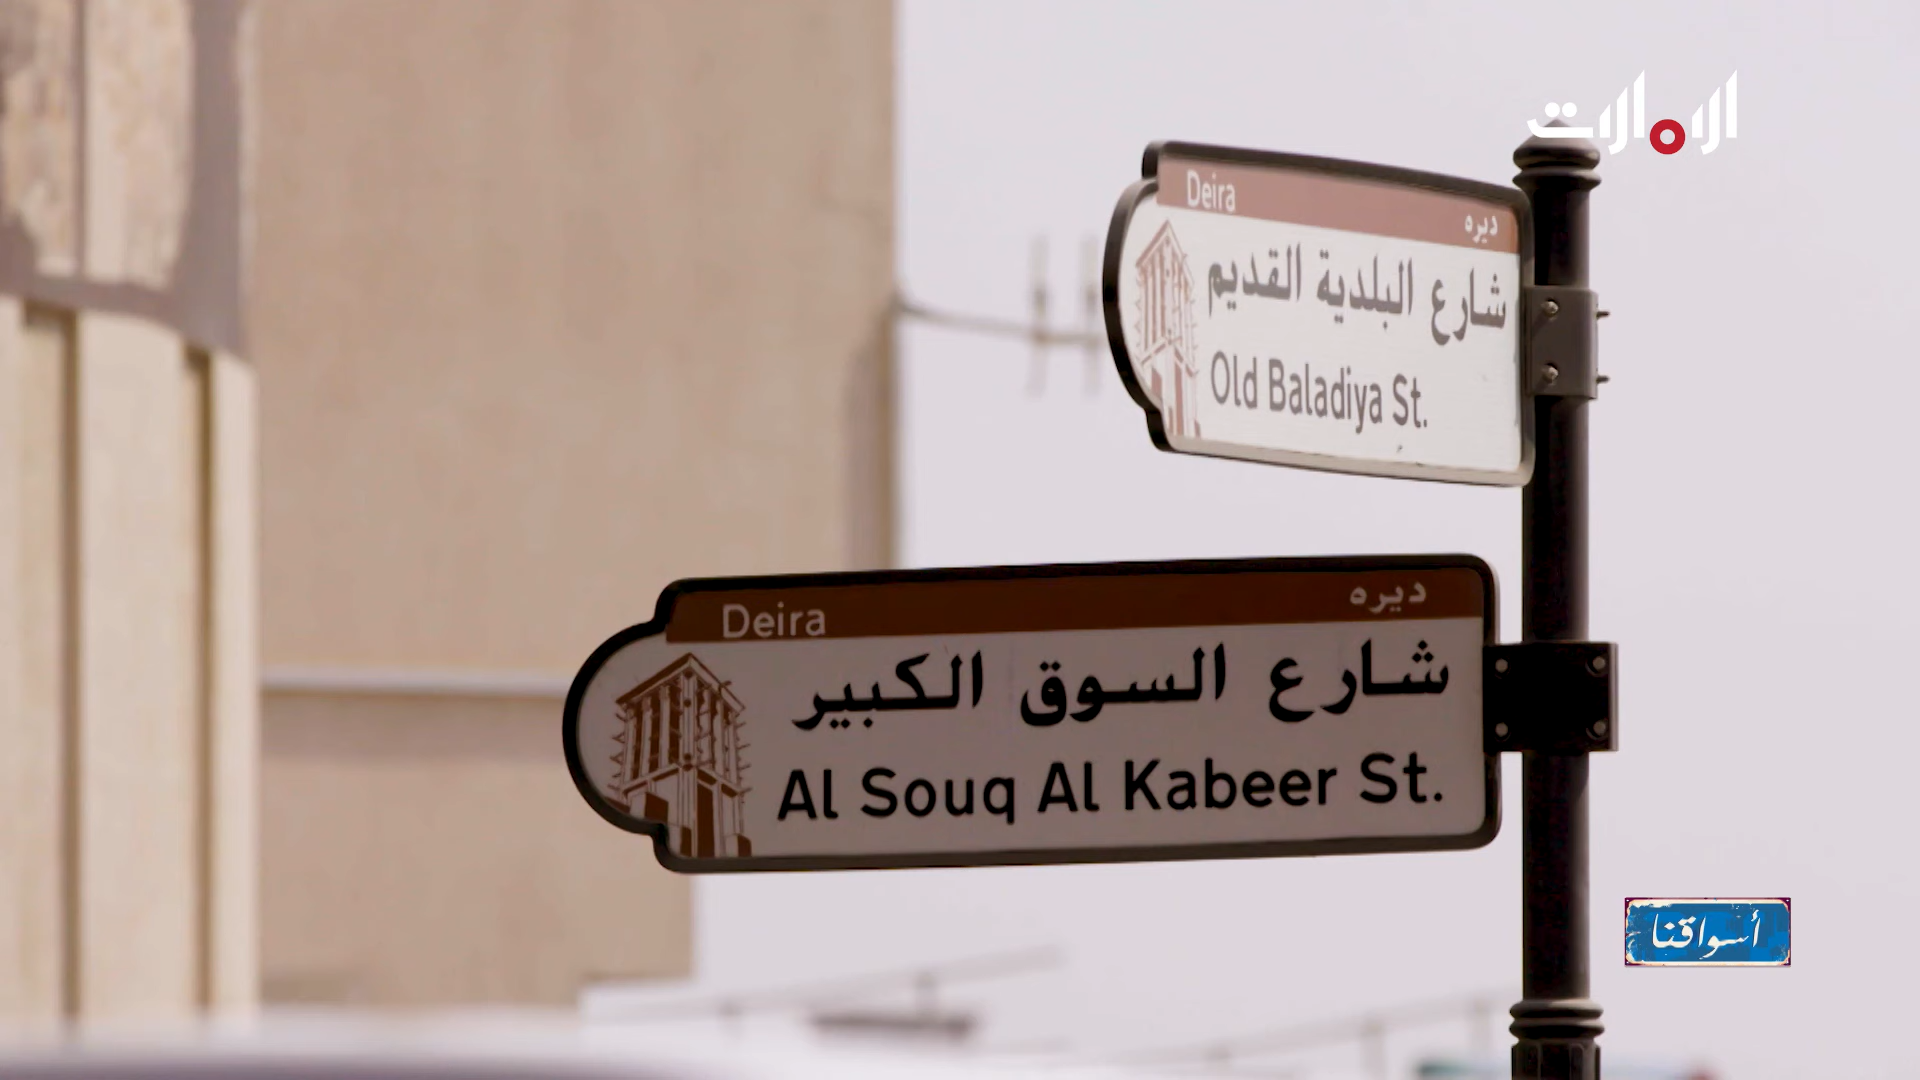 الامارات
Deira ديره
شارع البلدية القديم
Old Baladiya St.
Deira ديره
شارع السوق الكبير
Al Souq Al Kabeer St.
أسواقنا